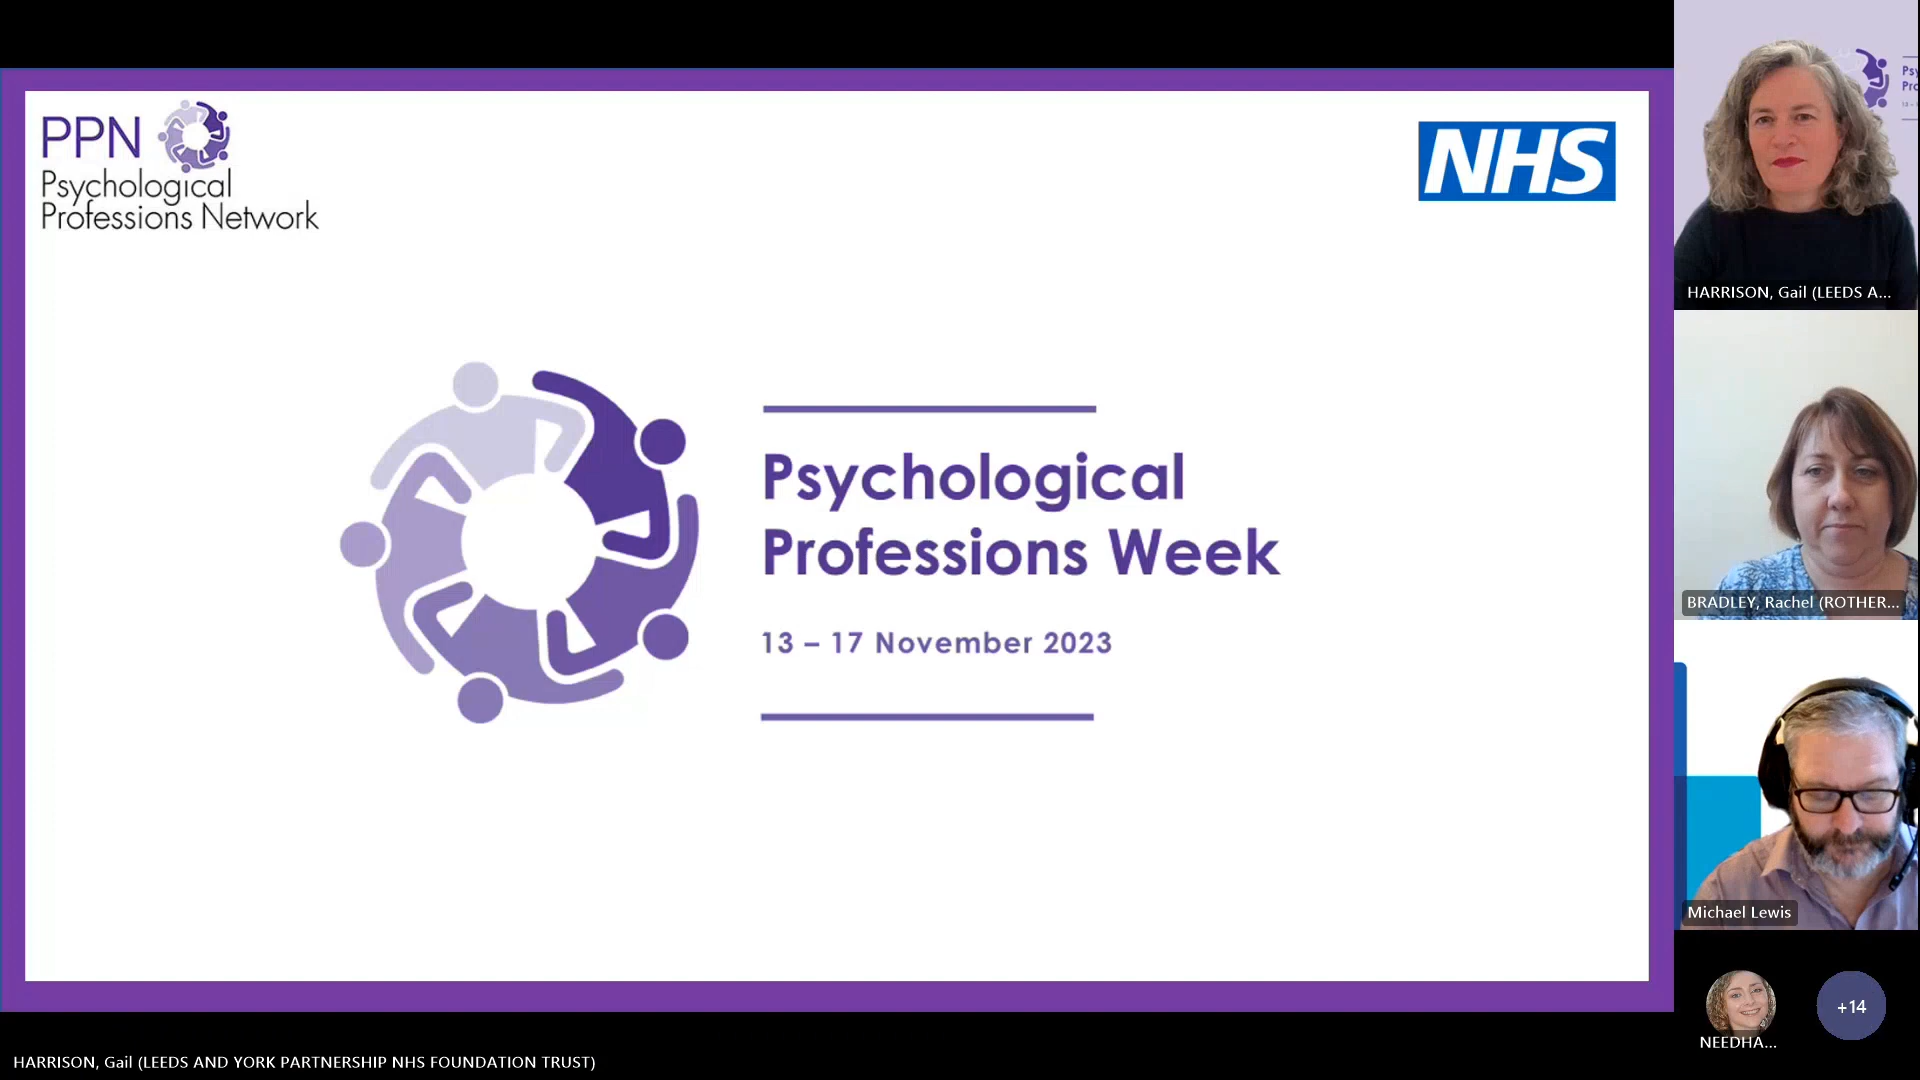 PPN
Psychological
Professions Network
NHS
Psychological
Professions Week
13 – 17 November 2023
HARRISON, Gail (LEEDS A...
BRADLEY, Rachel (ROTHER...
Michael Lewis
NEEDHA...
+14
HARRISON, Gail (LEEDS AND YORK PARTNERSHIP NHS FOUNDATION TRUST)